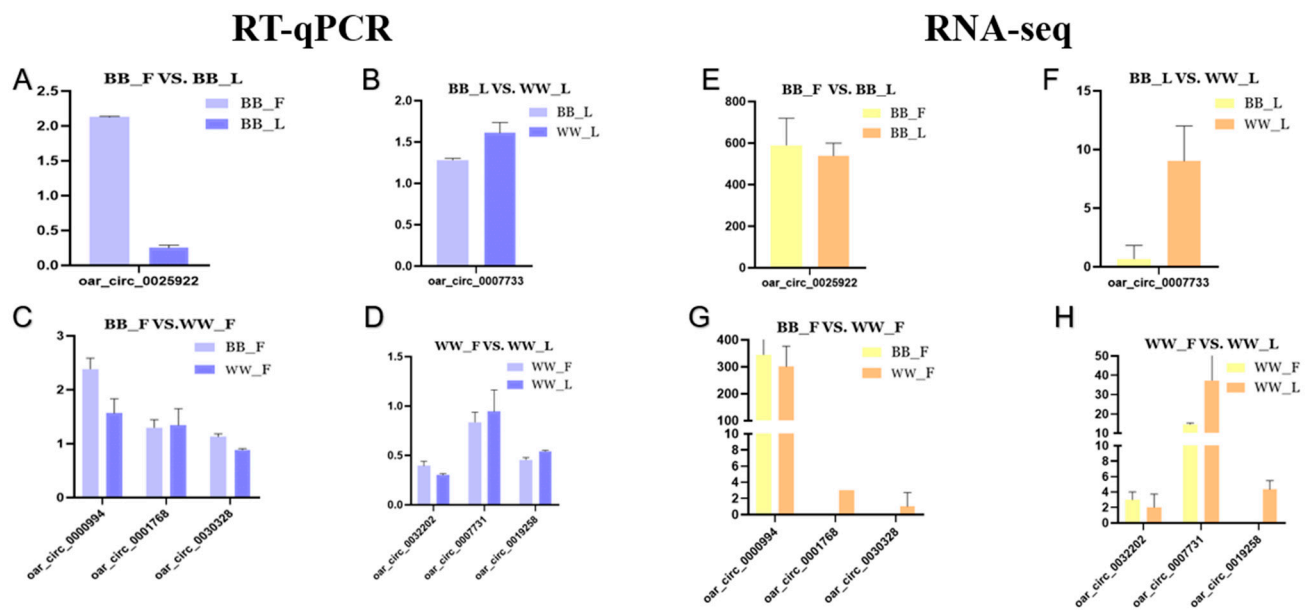 RT-qPCR
RNA-seq
A
BB_F VS. BB_L
2.5
2.0
1.5
1.0
0.5
0.0
BB_F
BB_L
oar_circ_0025922
B
BB_L VS. WW_L
2.0
1.5
1.0
0.5
0.0
BB_L
WW_L
oar_circ_0007733
E
BB_F VS. BB_L
800
600
400
200
0
BB_F
BB_L
oar_circ_0025922
F
BB_L VS. WW_L
15
10
5
0
BB_L
WW_L
oar_circ_0007733
C
BB_F VS.WW_F
3
2
1
0
BB_F
WW_F
oar_circ_0000994
oar_circ_0001768
oar_circ_0030328
D
WW_F VS. WW_L
1.5
1.0
0.5
0.0
WW_F
WW_L
oar_circ_0032202
oar_circ_0007731
oar_circ_0019258
G
BB_F VS. WW_F
400
300
200
100
10
8
6
4
2
0
BB_F
WW_F
oar_circ_0000994
oar_circ_0001768
oar_circ_0030328
H
WW_F VS. WW_L
50
40
30
20
10
10
8
6
4
2
0
WW_F
WW_L
oar_circ_0032202
oar_circ_0007731
oar_circ_0019258